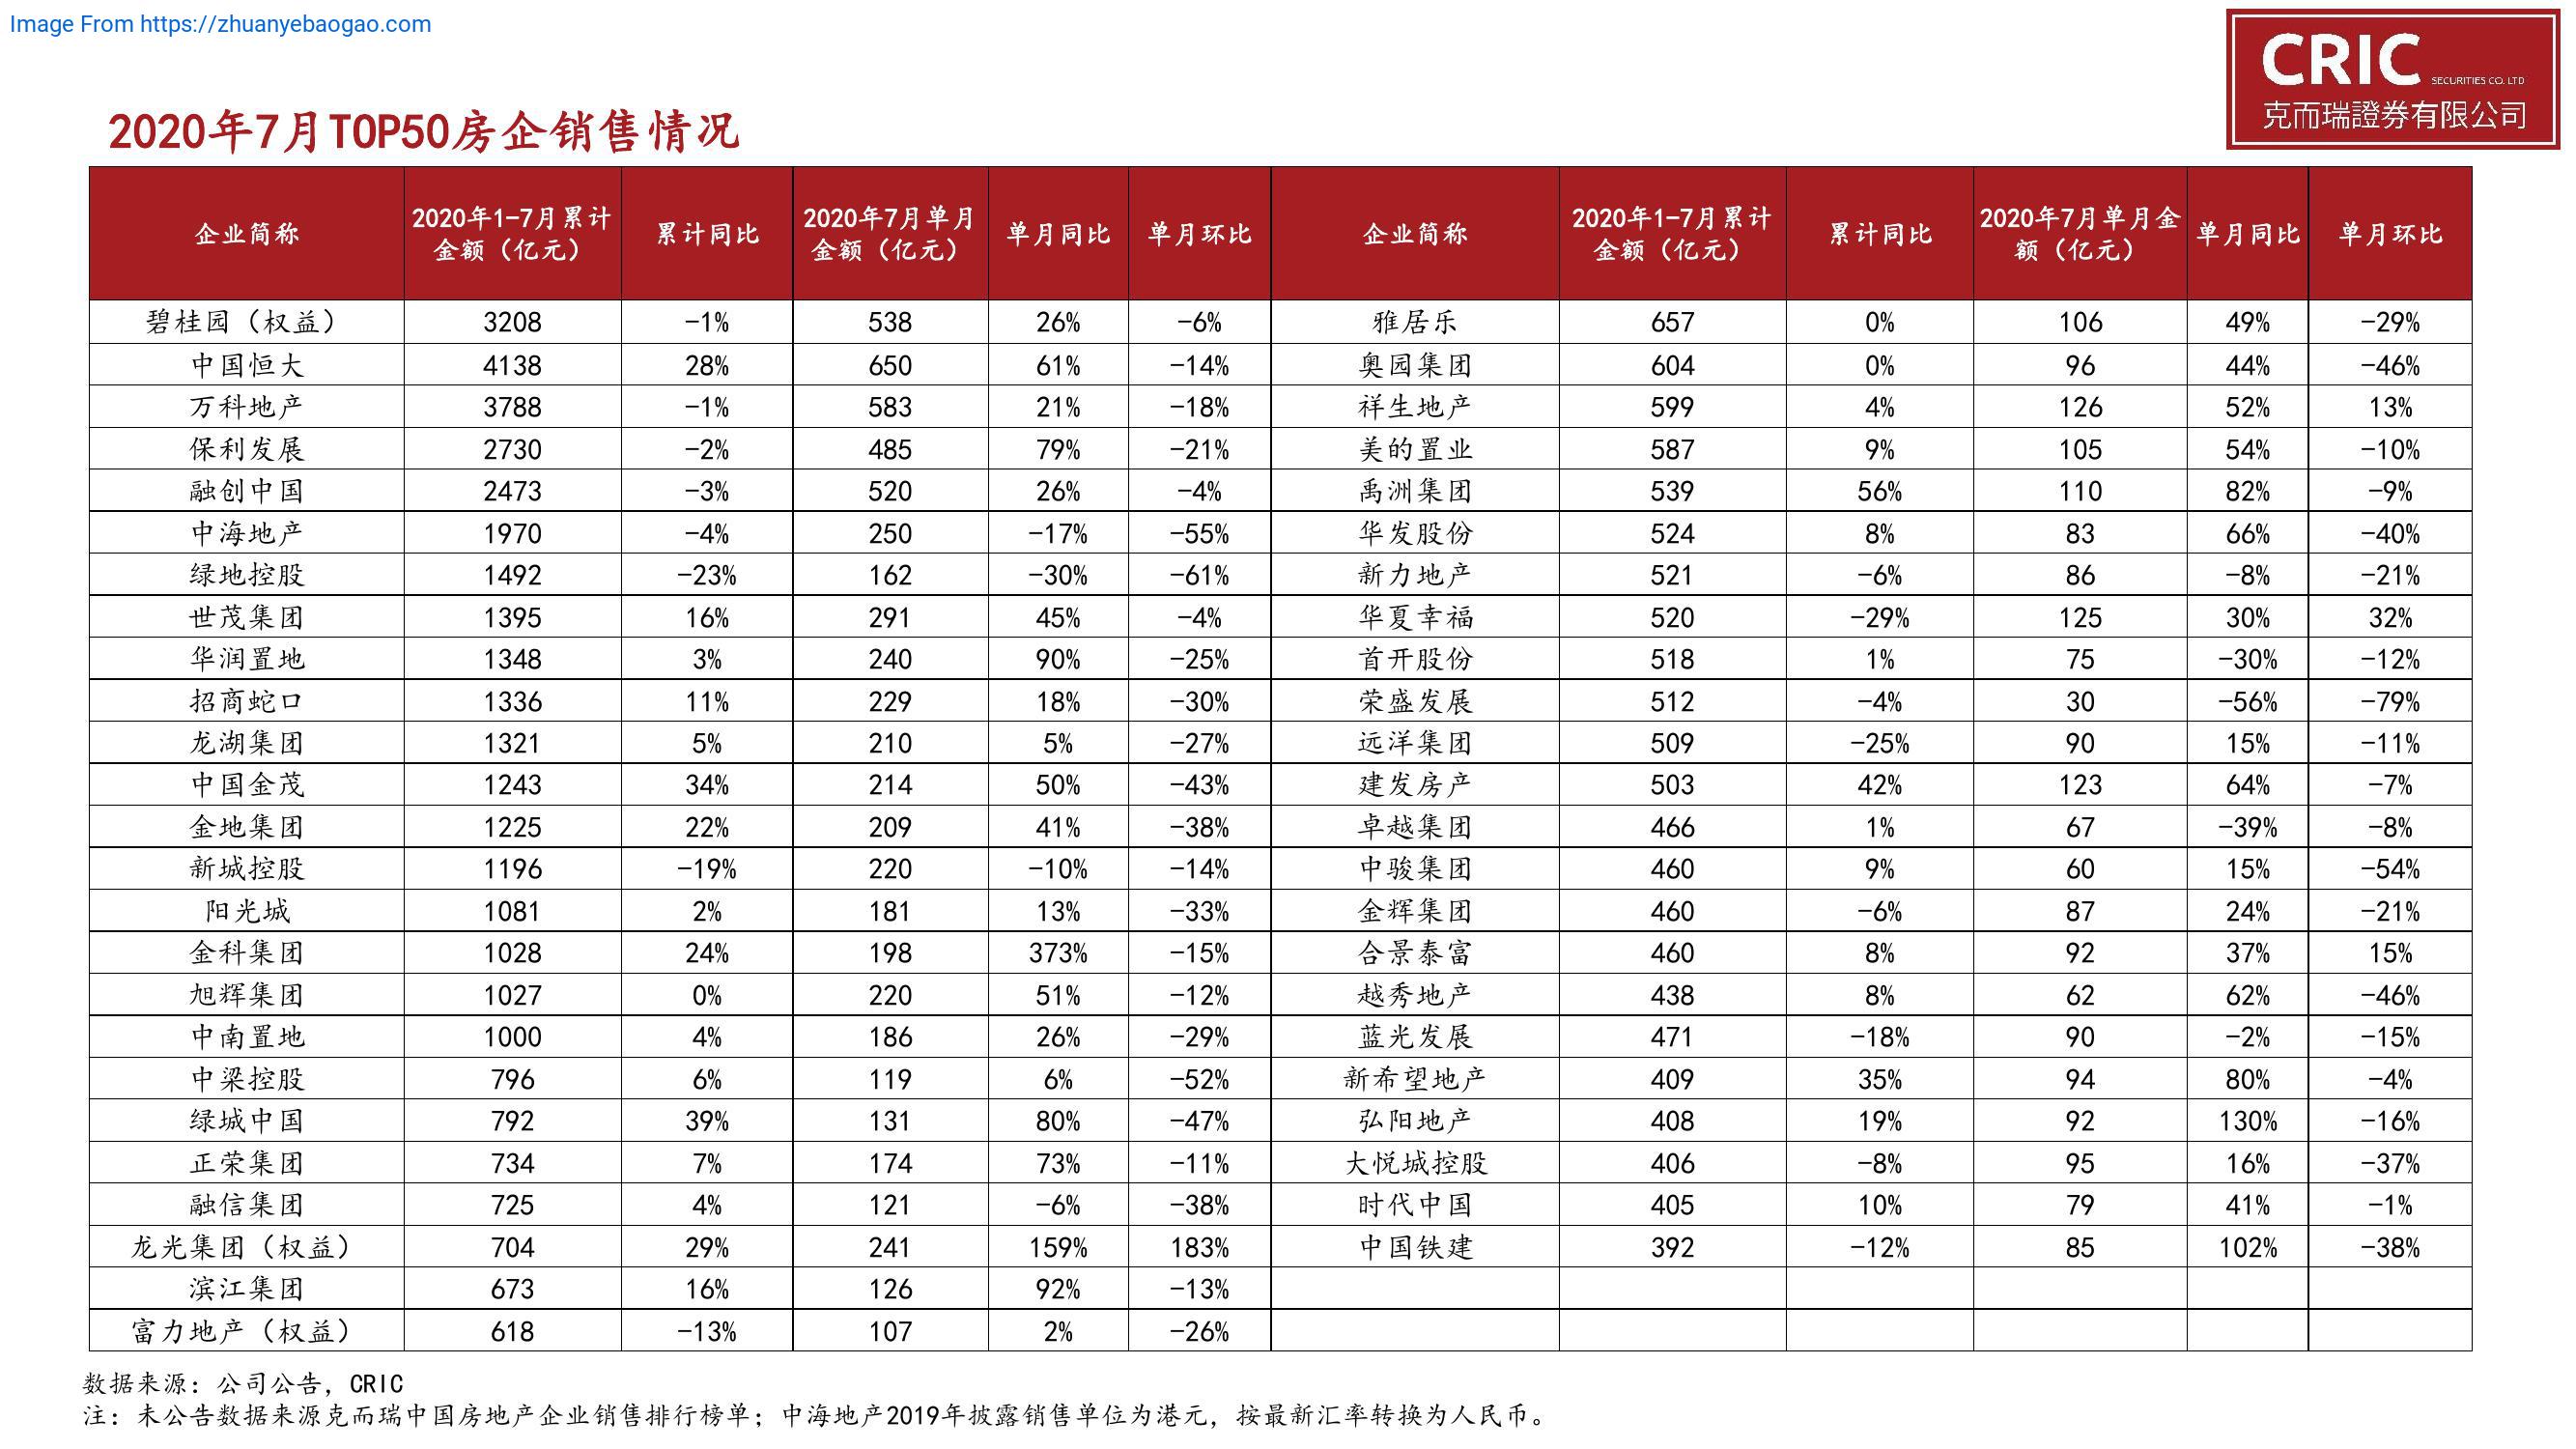 Image From https://zhuanyebaogao.com
CRIC SECURITIES CO. LTD
克而瑞證券有限公司
2020年7月TOP50房企销售情况
企业简称 2020年1-7月累计金额（亿元） 累计同比 2020年7月单月金额（亿元） 单月同比 单月环比 企业简称 2020年1-7月累计金额（亿元） 累计同比 2020年7月单月金额（亿元） 单月同比 单月环比
碧桂园（权益） 3208 -1% 538 26% -6% 雅居乐 657 0% 106 49% -29%
中国恒大 4138 28% 650 61% -14% 奥园集团 604 0% 96 44% -46%
万科地产 3788 -1% 583 21% -18% 祥生地产 599 4% 126 52% 13%
保利发展 2730 -2% 485 79% -21% 美的置业 587 9% 105 54% -10%
融创中国 2473 -3% 520 26% -4% 禹洲集团 539 56% 110 82% -9%
中海地产 1970 -4% 250 -17% -55% 华发股份 524 8% 83 66% -40%
绿地控股 1492 -23% 162 -30% -61% 新力地产 521 -6% 86 -8% -21%
世茂集团 1395 16% 291 45% -4% 华夏幸福 520 -29% 125 30% 32%
华润置地 1348 3% 240 90% -25% 首开股份 518 1% 75 -30% -12%
招商蛇口 1336 11% 229 18% -30% 荣盛发展 512 -4% 30 -56% -79%
龙湖集团 1321 5% 210 5% -27% 远洋集团 509 -25% 90 15% -11%
中国金茂 1243 34% 214 50% -43% 建发房产 503 42% 123 64% -7%
金地集团 1225 22% 209 41% -38% 卓越集团 466 1% 67 -39% -8%
新城控股 1196 -19% 220 -10% -14% 中骏集团 460 9% 60 15% -54%
阳光城 1081 2% 181 13% -33% 金辉集团 460 -6% 87 24% -21%
金科集团 1028 24% 198 373% -15% 合景泰富 460 8% 92 37% 15%
旭辉集团 1027 0% 220 51% -12% 越秀地产 438 8% 62 62% -46%
中南置地 1000 4% 186 26% -29% 蓝光发展 471 -18% 90 -2% -15%
中梁控股 796 6% 119 6% -52% 新希望地产 409 35% 94 80% -4%
绿城中国 792 39% 131 80% -47% 弘阳地产 408 19% 92 130% -16%
正荣集团 734 7% 174 73% -11% 大悦城控股 406 -8% 95 16% -37%
融信集团 725 4% 121 -6% -38% 时代中国 405 10% 79 41% -1%
龙光集团（权益） 704 29% 241 159% 183% 中国铁建 392 -12% 85 102% -38%
滨江集团 673 16% 126 92% -13%
富力地产（权益） 618 -13% 107 2% -26%
数据来源：公司公告，CRIC
注：未公告数据来源克而瑞中国房地产企业销售排行榜单；中海地产2019年披露销售单位为港元，按最新汇率转换为人民币。